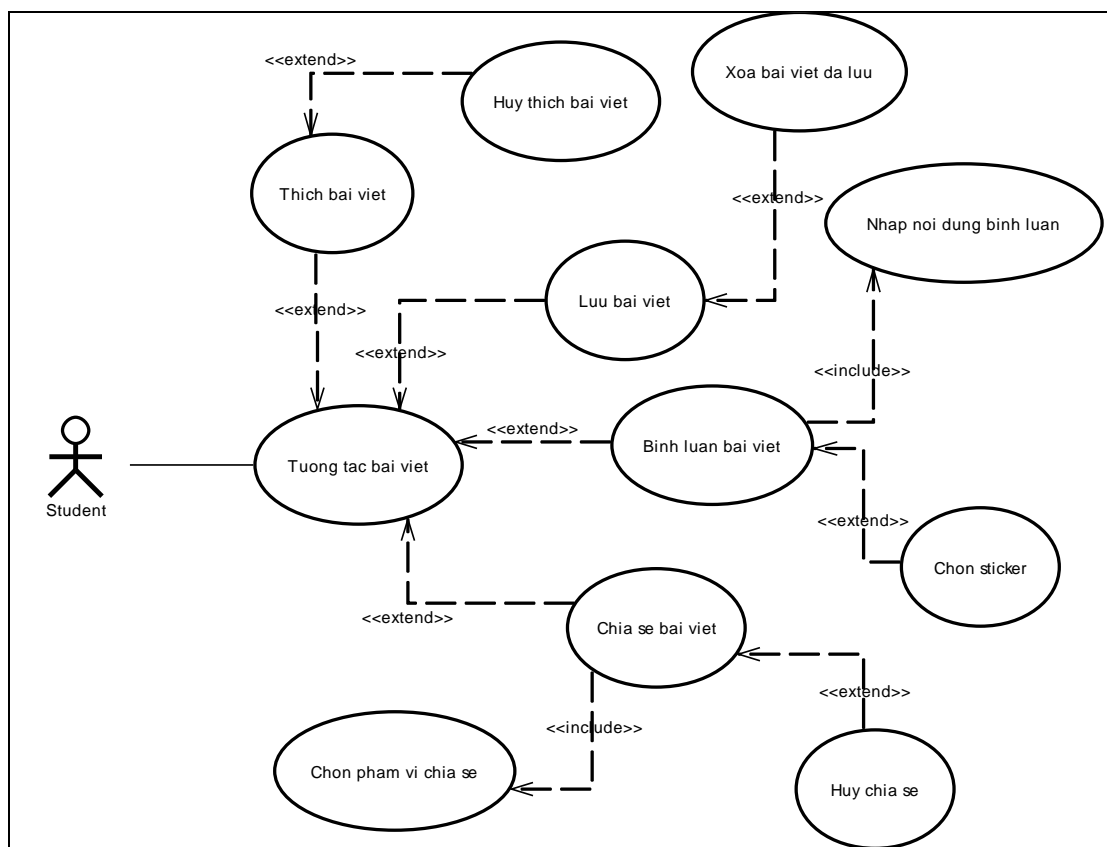 <<extend>>
Xoa bai viet da luu
Huy thich bai viet
Thich bai viet
<<extend>>
Nhap noi dung binh luan
<<extend>>
Luu bai viet
<<extend>>
<<include>>
<<extend>>
Binh luan bai viet
Tuong tac bai viet
Student
<<extend>>
Chon sticker
<<extend>>
Chia se bai viet
<<extend>>
<<include>>
Chon pham vi chia se
Huy chia se